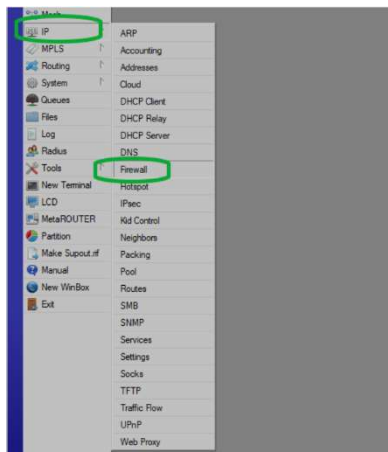 Mesh
IP
MPLS
Routing
System
Queues
Files
Log
Radius
Tools
New Terminal
LCD
MetaROUTER
Partition
Make Supout.rif
Manual
New WinBox
Exit
ARP
Accounting
Addresses
Cloud
DHCP Client
DHCP Relay
DHCP Server
DNS
Firewall
Hotspot
IPsec
Kid Control
Neighbors
Packing
Pool
Routes
SMB
SNMP
Services
Settings
Socks
TFTP
Traffic Flow
UPnP
Web Proxy